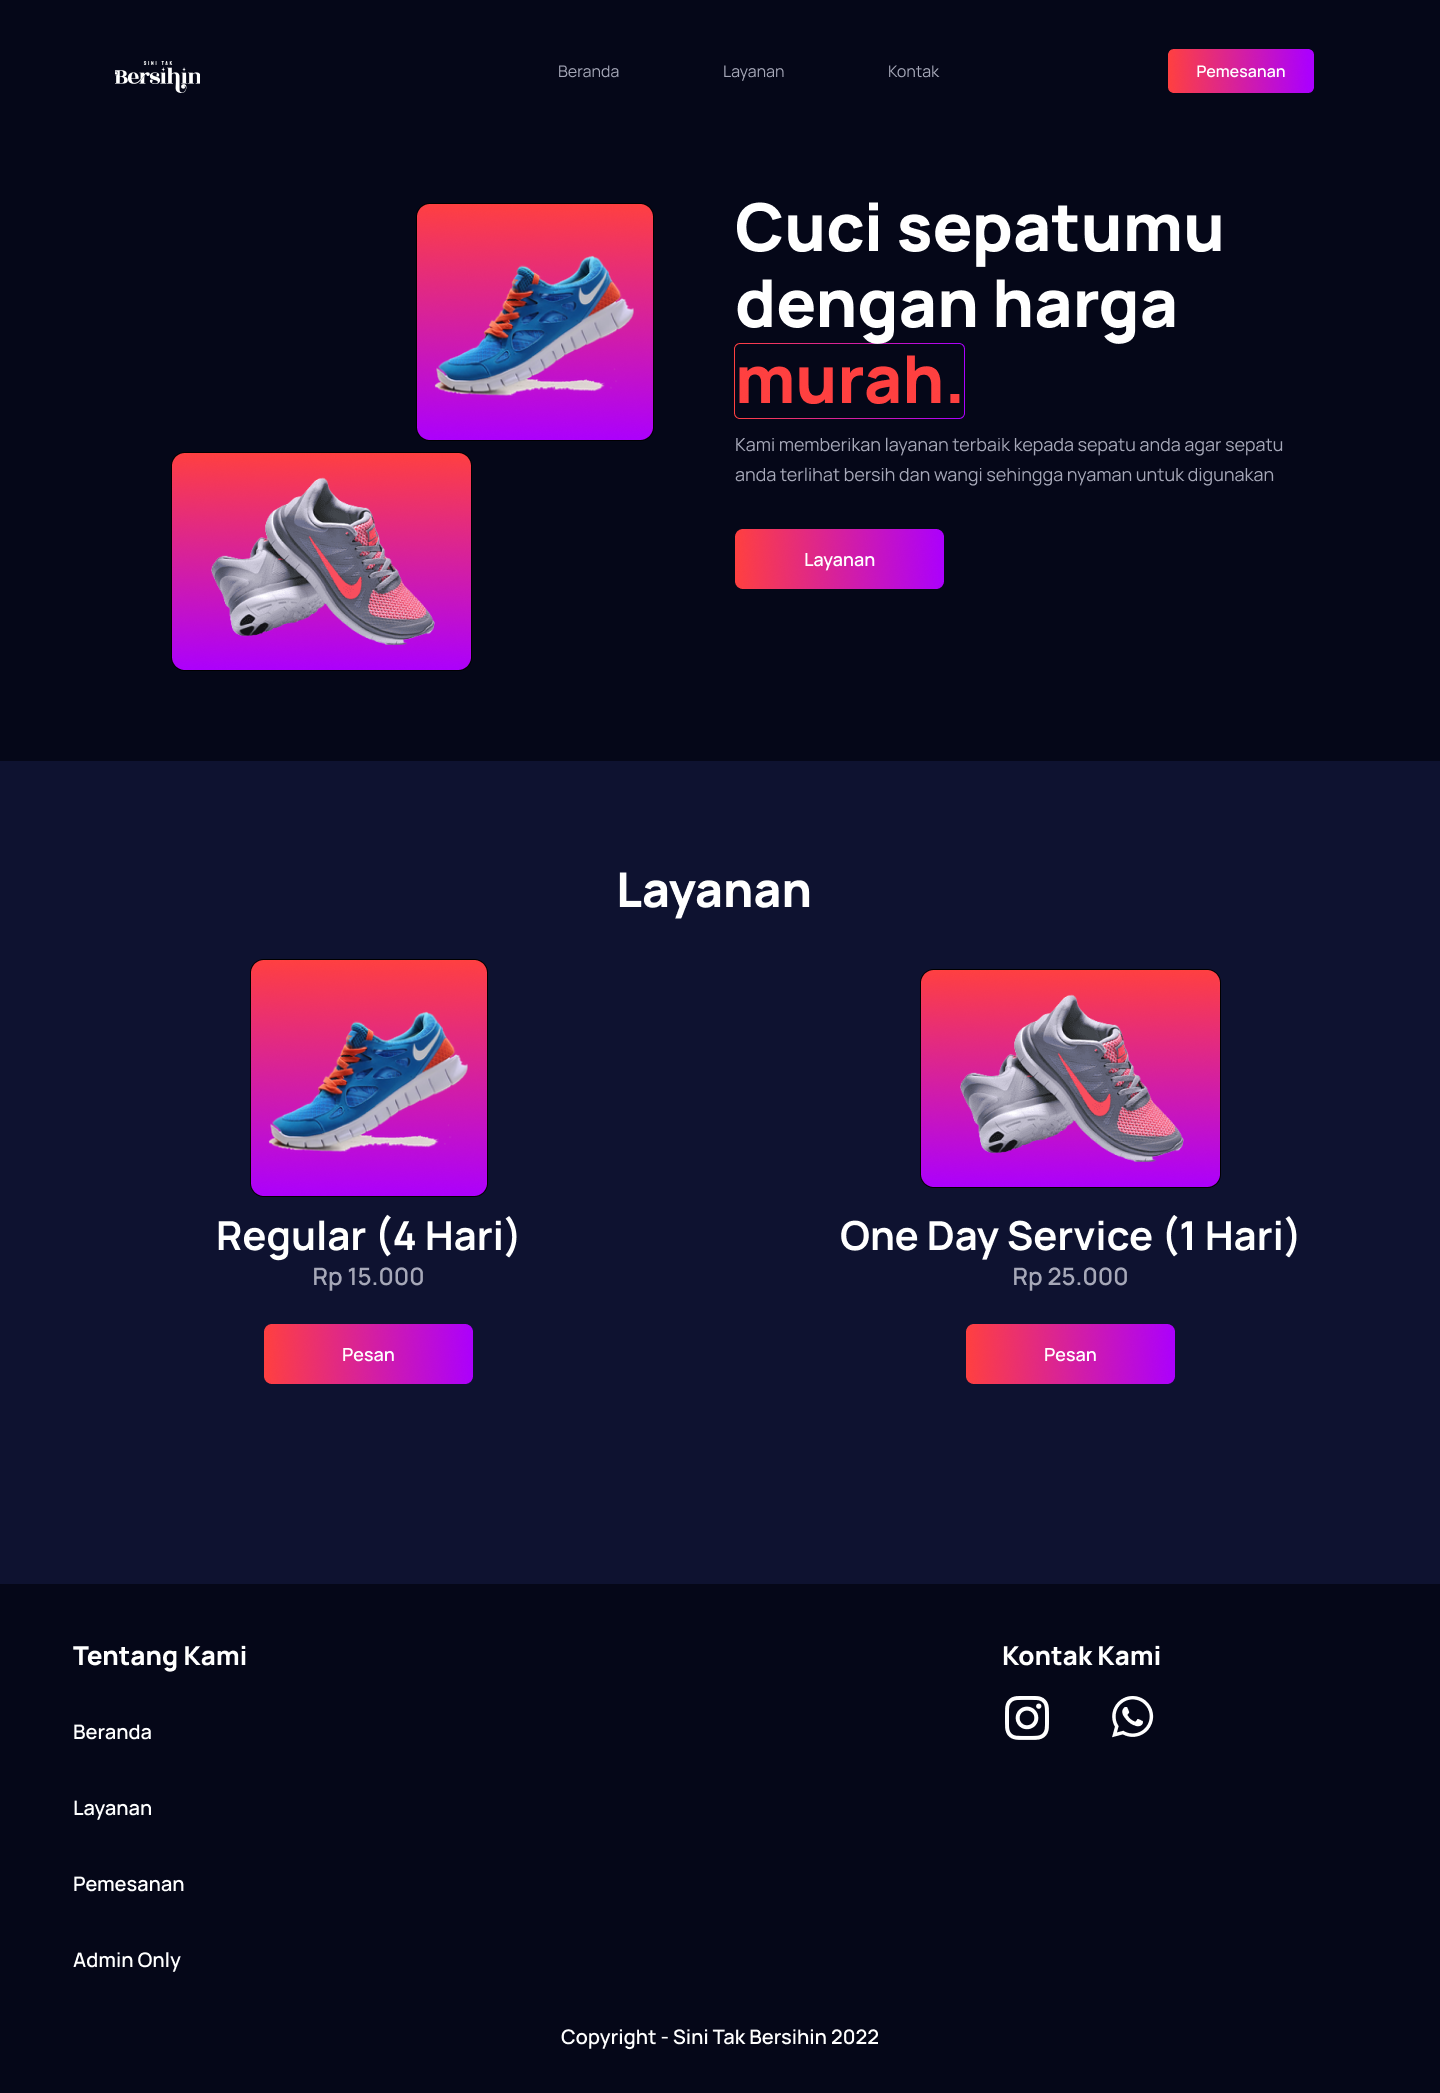 SINI TAK
Bersihin
Beranda
Layanan
Kontak
Pemesanan
Cuci sepatumu
dengan harga
murah.
Kami memberikan layanan terbaik kepada sepatu anda agar sepatu
anda terlihat bersih dan wangi sehingga nyaman untuk digunakan
Layanan
Layanan
Regular (4 Hari)
Rp 15.000
Pesan
One Day Service (1 Hari)
Rp 25.000
Pesan
Tentang Kami
Beranda
Layanan
Pemesanan
Admin Only
Kontak Kami
Copyright - Sini Tak Bersihin 2022